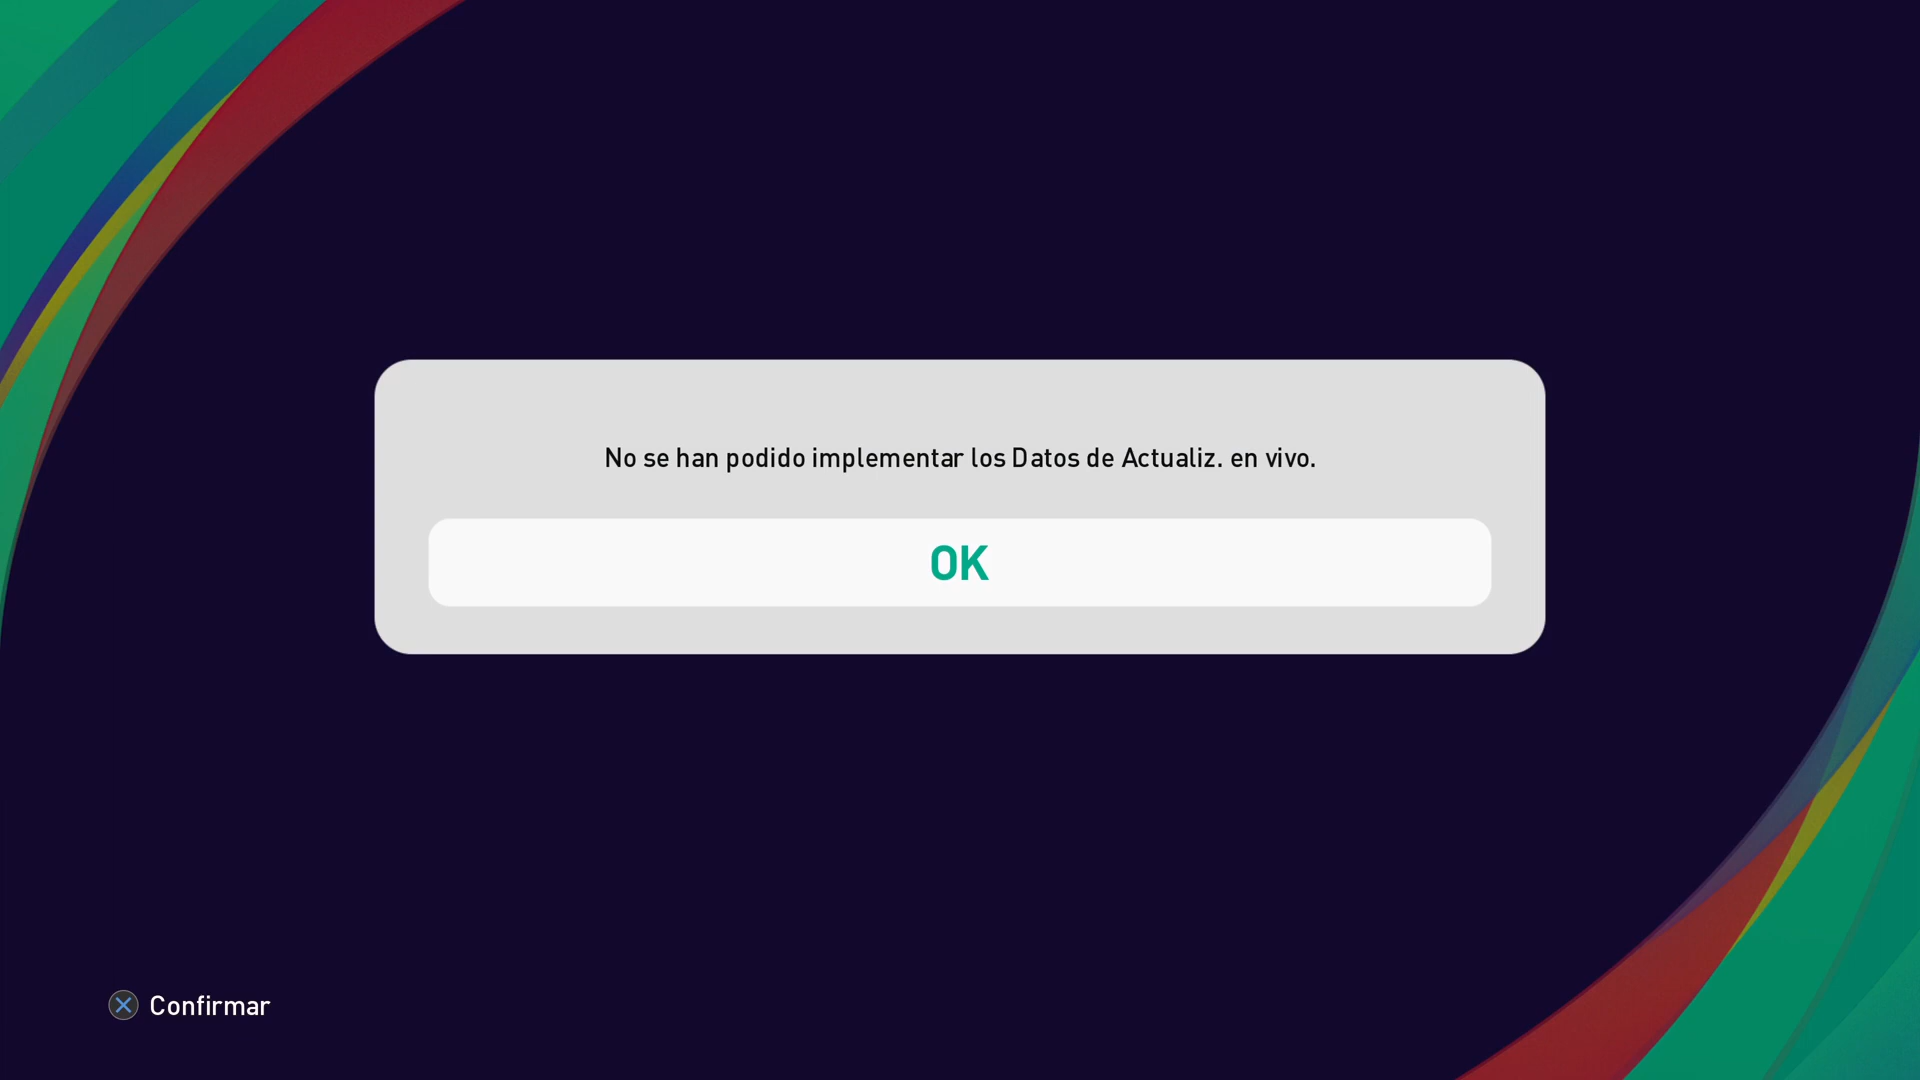 No se han podido implementar los Datos de Actualiz. en vivo.
OK
Confirmar